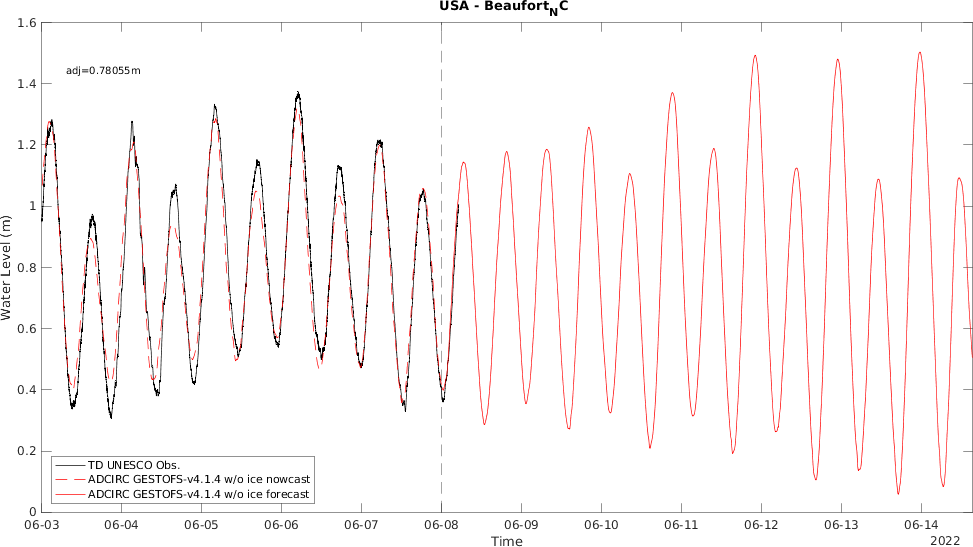 USA - Beaufort_NC
1.6
adj=0.78055m
1.4
1.2
1
0.8
0.6
0.4
0.2
0
Water Level (m)
TD UNESCO Obs.
ADCIRC GESTOFS-v4.1.4 w/o ice nowcast
ADCIRC GESTOFS-v4.1.4 w/o ice forecast
06-03 06-04 06-05 06-06 06-07 06-08 06-09 06-10 06-11 06-12 06-13 06-14
Time
2022